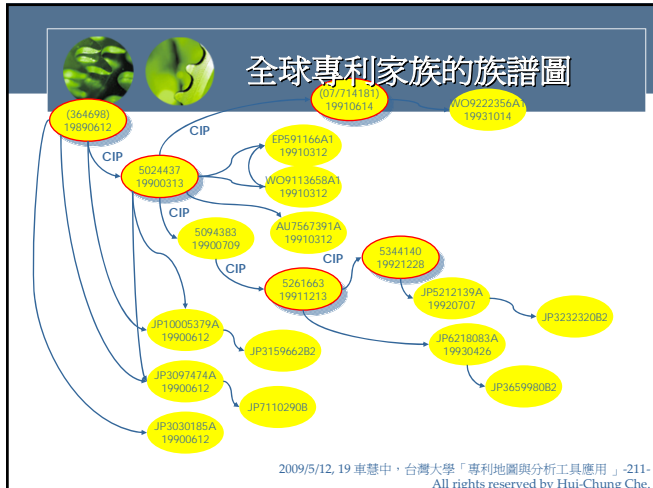 全球專利家族的族譜圖
(364698)
19890612
(07/714181)
19910614
WO9222356A1
19931014
CIP
CIP
EP591166A1
19910312
5024437
19900313
WO9113658A1
19910312
CIP
AU7567391A
19910312
5094383
19900709
CIP
5344140
19921228
CIP
5261663
19911213
JP5212139A
19920707
JP3232320B2
JP10005379A
19900612
JP3159662B2
JP6218083A
19930426
JP3097474A
19900612
JP3659980B2
JP7110290B
JP3030185A
19900612
2009/5/12, 19 車慧中，台灣大學「專利地圖與分析工具應用 」-211-
All rights reserved by Hui-Chung Che.